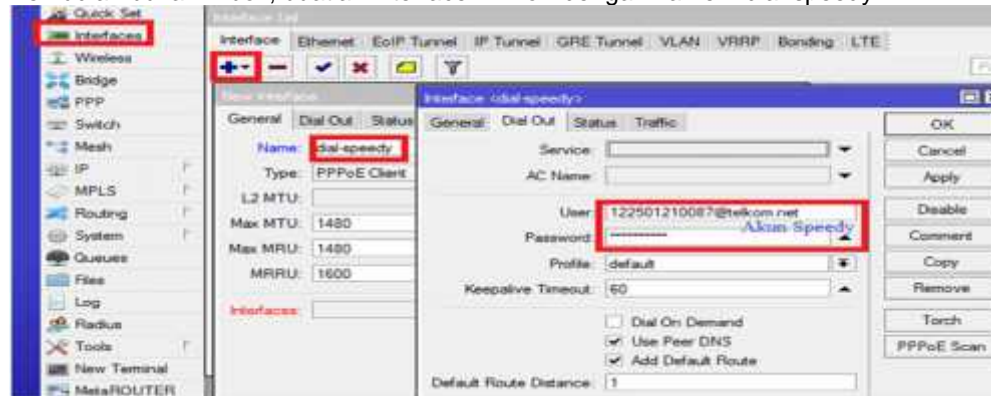 Quick Set
Interfaces
Wireless
Bridge
PPP
Switch
Mesh
IP
MPLS
Routing
System
Queues
Files
Log
Radius
Tools
New Terminal
MetaROUTER
Interface List
Interface Ethernet EoIP Tunnel IP Tunnel GRE Tunnel VLAN VRRP Bonding LTE
New Interface
General Dial Out Status
Name: dial-speedy
Type: PPPoE Client
L2 MTU:
Max MTU: 1480
Max MRU: 1480
MRRU: 1600
Interfaces:
Interface <dial-speedy>
General Dial Out Status Traffic
Service:
AC Name:
User: 122501210087@telkom.net
Akun Speedy
Password:
Profile: default
Keepalive Timeout: 60
Dial On Demand
Use Peer DNS
Add Default Route
Default Route Distance: 1
OK
Cancel
Apply
Disable
Comment
Copy
Remove
Torch
PPPoE Scan